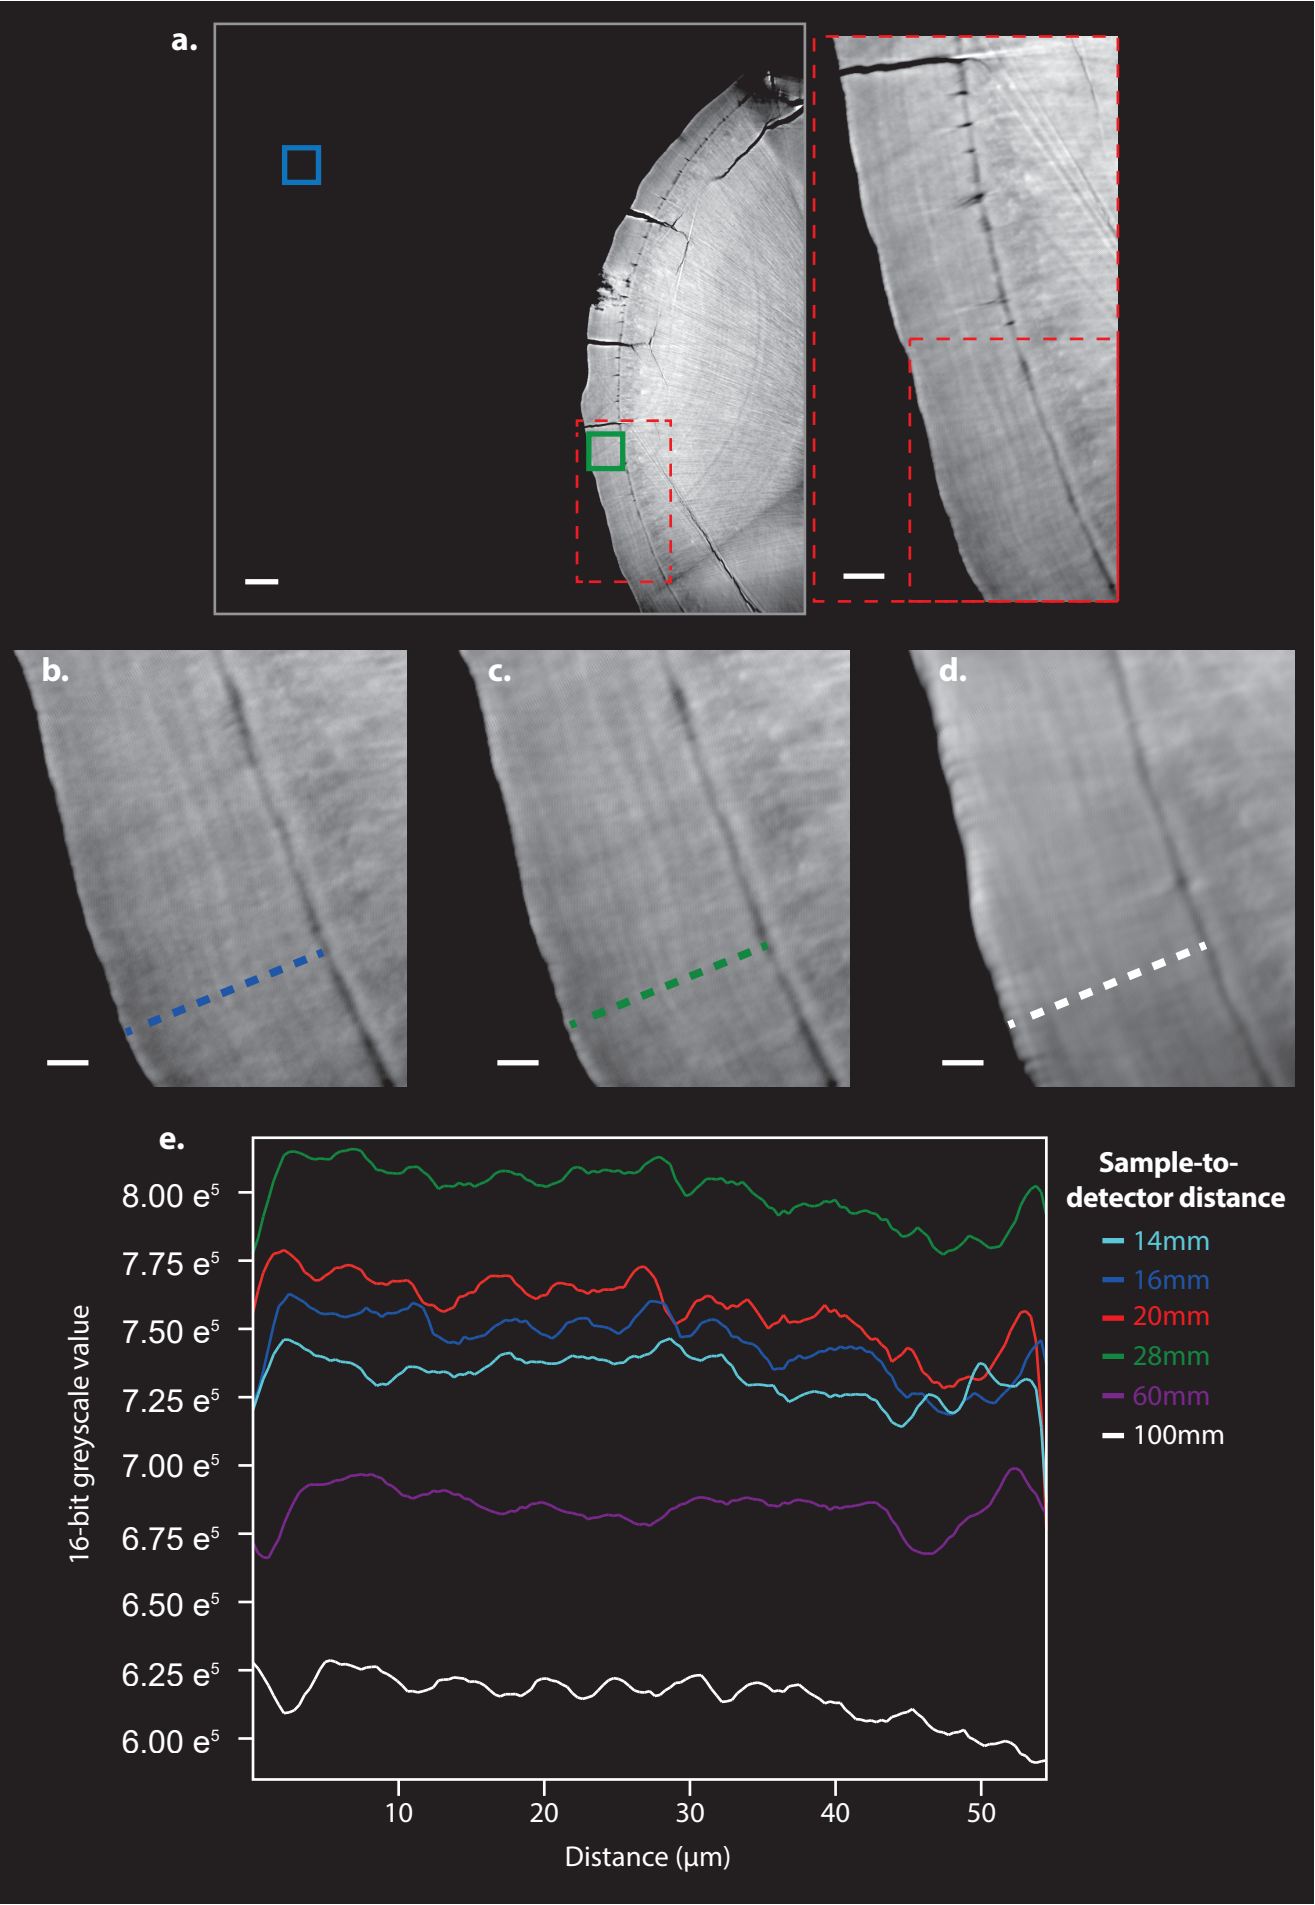 a.
b.
c.
d.
e.
16-bit greyscale value
8.00 e⁵
7.75 e⁵
7.50 e⁵
7.25 e⁵
7.00 e⁵
6.75 e⁵
6.50 e⁵
6.25 e⁵
6.00 e⁵
10 20 30 40 50
Distance (µm)
Sample-to-
detector distance
14mm
16mm
20mm
28mm
60mm
100mm